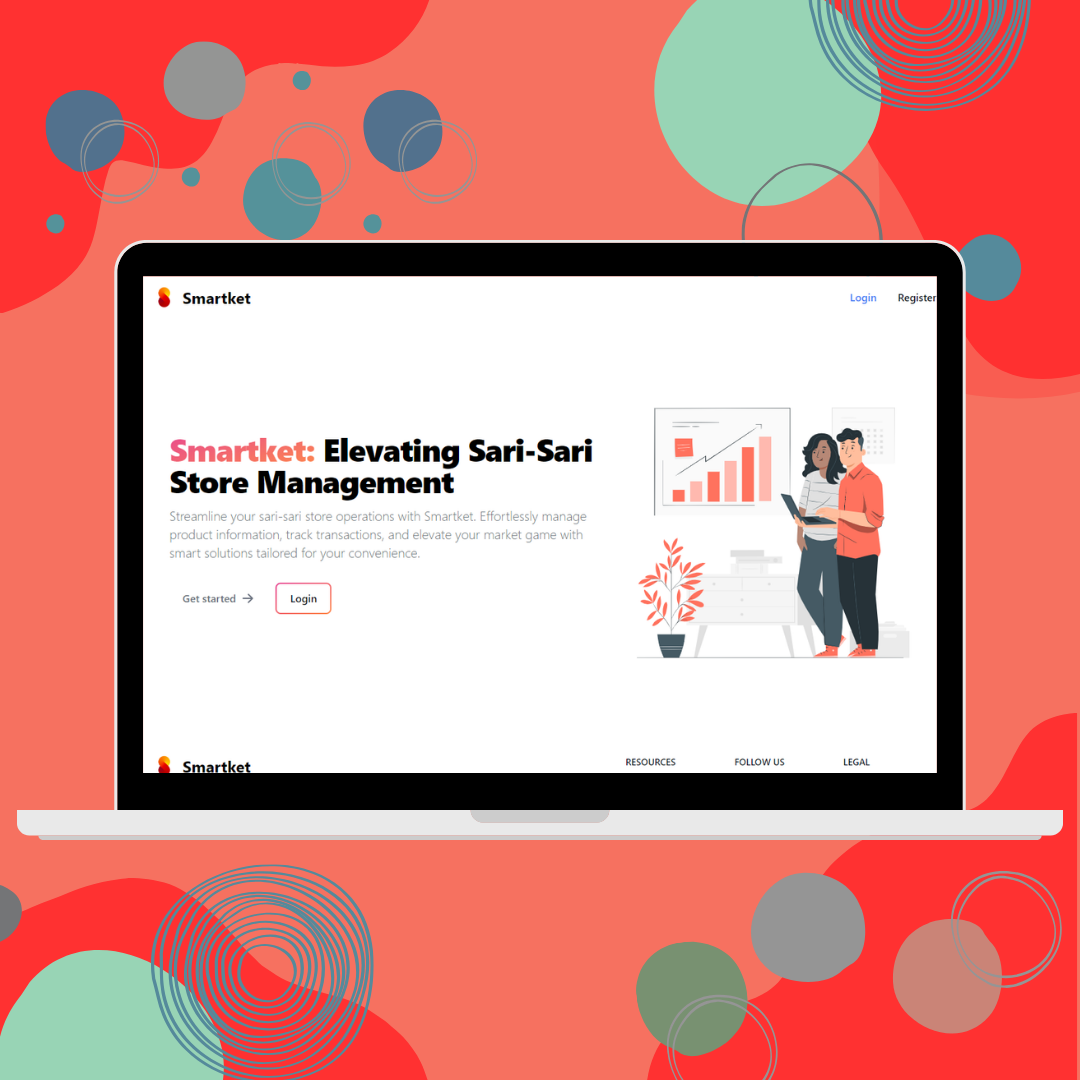 Smartket
Login Register
Smartket: Elevating Sari-Sari
Store Management
Streamline your sari-sari store operations with Smartket. Effortlessly manage
product information, track transactions, and elevate your market game with
smart solutions tailored for your convenience.
Get started → Login
Smartket
RESOURCES FOLLOW US LEGAL